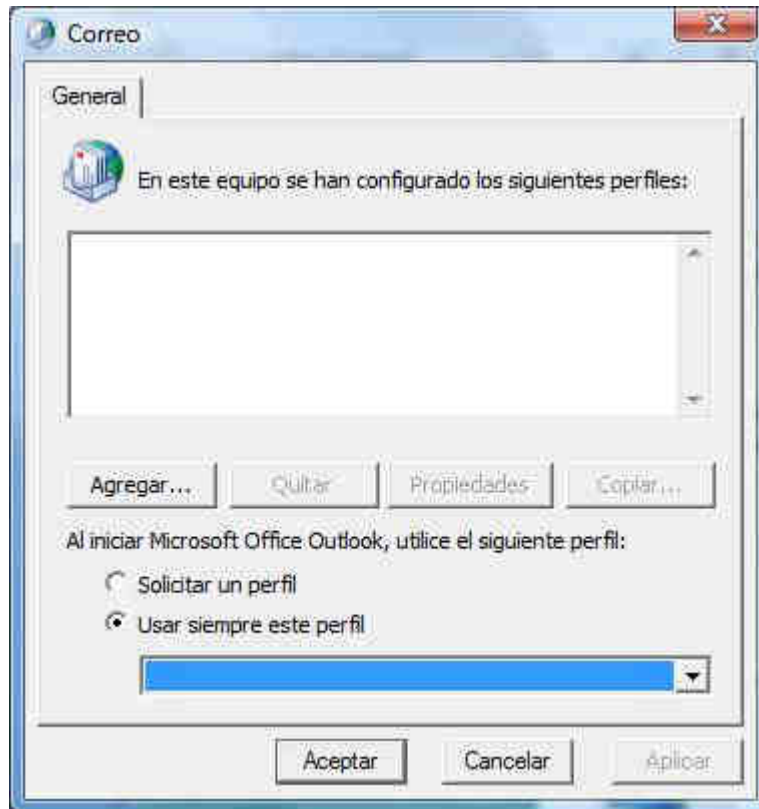 Correo
General
En este equipo se han configurado los siguientes perfiles:
Agregar... Quitar Propiedades Copiar...
Al iniciar Microsoft Office Outlook, utilice el siguiente perfil:
Solicitar un perfil
Usar siempre este perfil
Aceptar Cancelar Aplicar